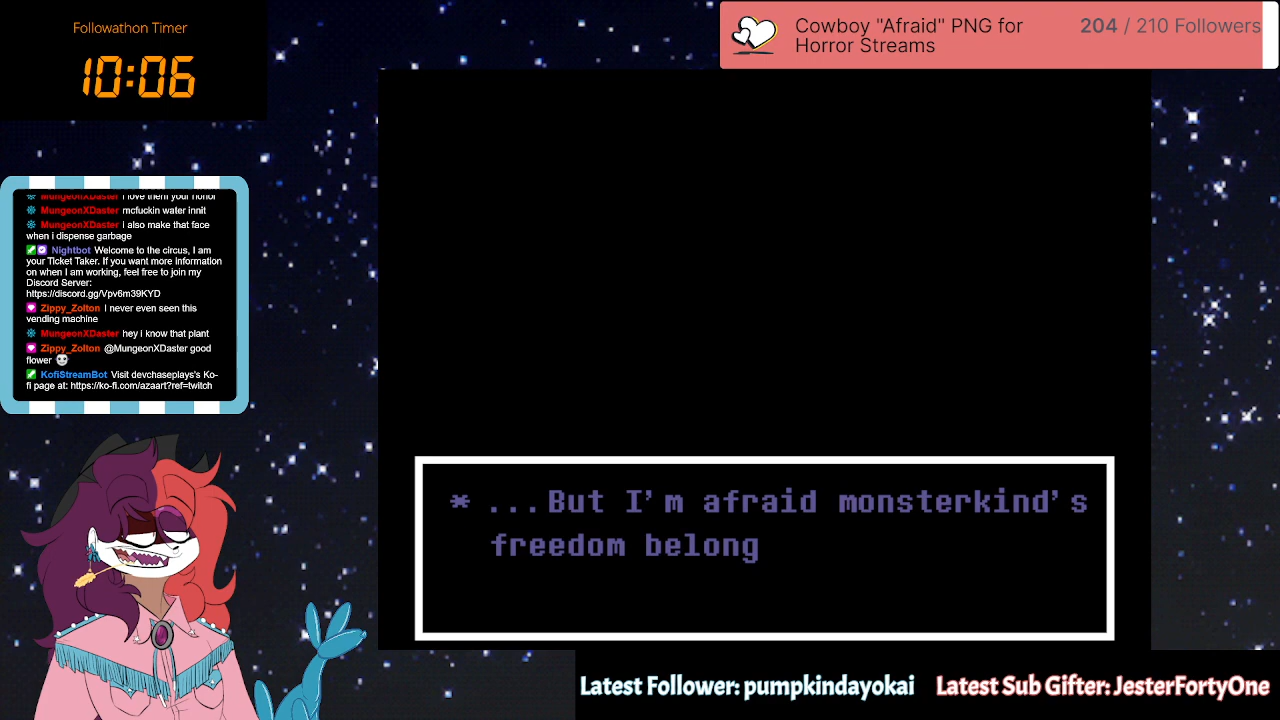 Followathon Timer
10:06
Cowboy "Afraid" PNG for
Horror Streams
204 / 210 Followers
MungeonXDaster I love them your honor
MungeonXDaster mcfuckin water innit
MungeonXDaster i also make that face
when i dispense garbage
Nightbot Welcome to the circus, I am
your Ticket Taker. If you want more information
on when I am working, feel free to join my
Discord Server:
https://discord.gg/Vpv6m39KYD
Zippy_Zolton I never even seen this
vending machine
MungeonXDaster hey i know that plant
Zippy_Zolton @MungeonXDaster good
flower
KofiStreamBot Visit devchaseplays's Ko-
fi page at: https://ko-fi.com/azaart?ref=twitch
* ...But I'm afraid monsterkind's
freedom belong
Latest Follower: pumpkindayokai
Latest Sub Gifter: JesterFortyOne